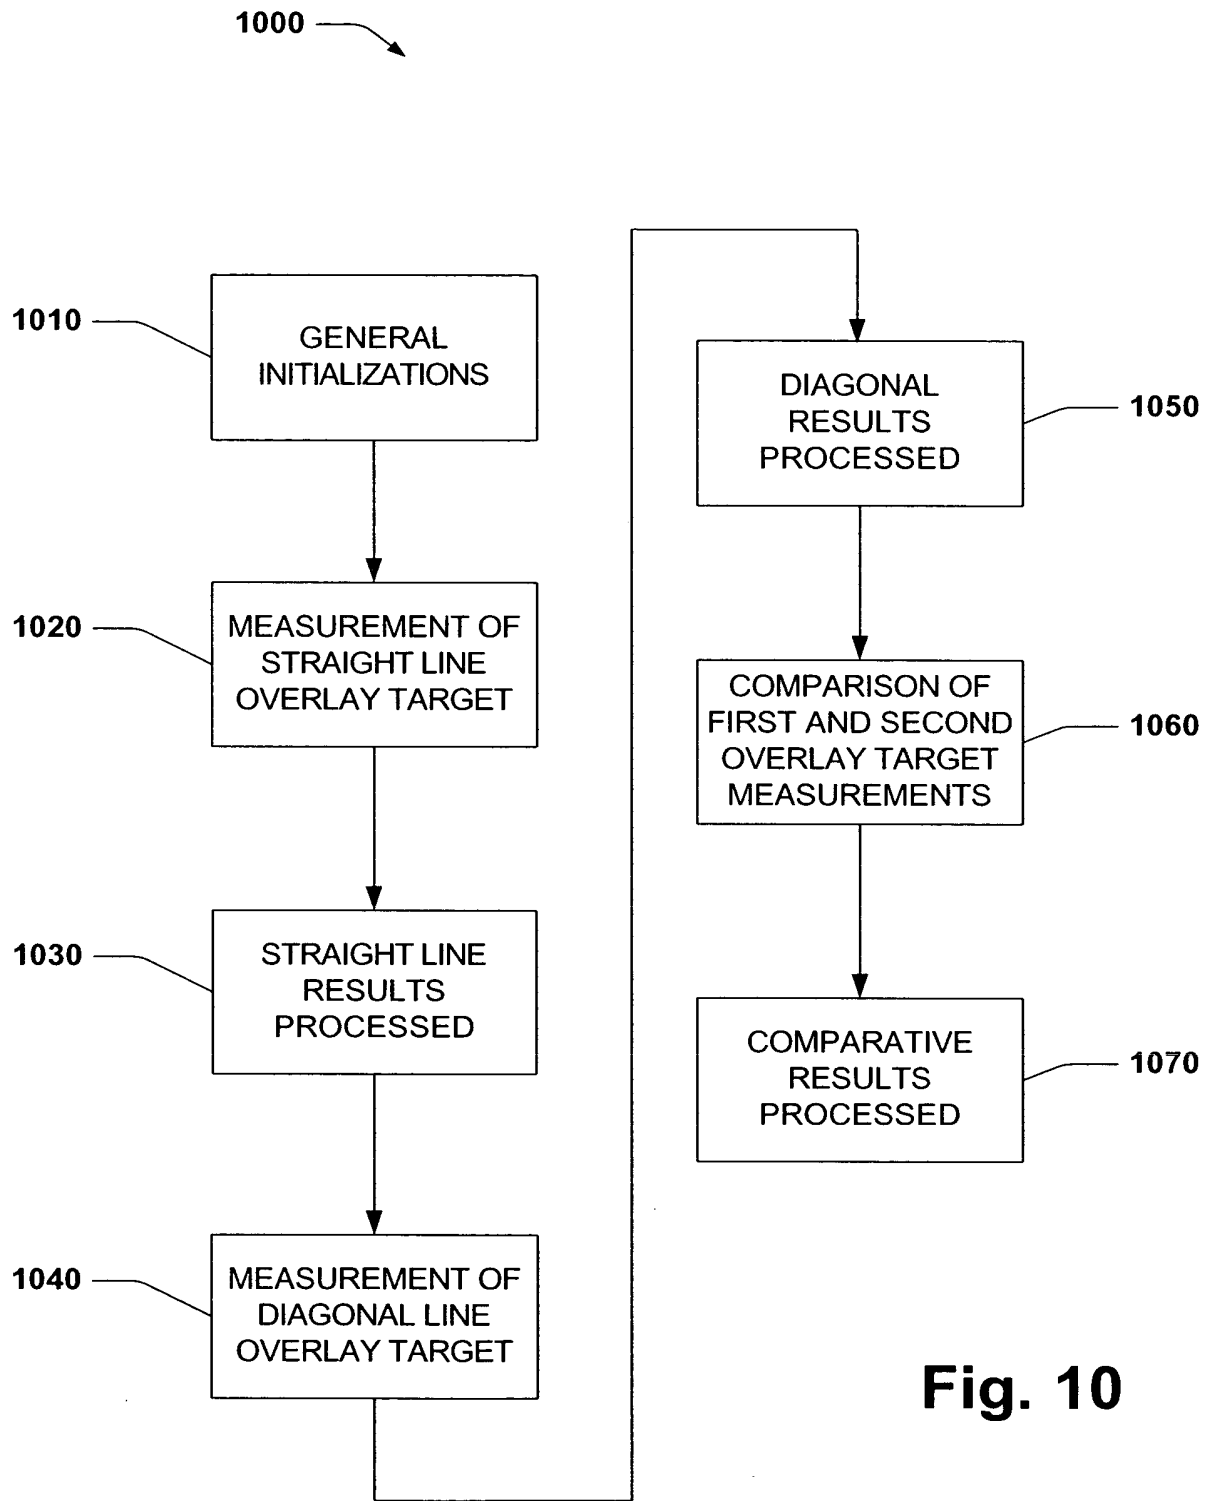 1000
1010
GENERAL
INITIALIZATIONS
1020
MEASUREMENT OF
STRAIGHT LINE
OVERLAY TARGET
1030
STRAIGHT LINE
RESULTS
PROCESSED
1040
MEASUREMENT OF
DIAGONAL LINE
OVERLAY TARGET
DIAGONAL
RESULTS
PROCESSED
1050
COMPARISON OF
FIRST AND SECOND
OVERLAY TARGET
MEASUREMENTS
1060
COMPARATIVE
RESULTS
PROCESSED
1070
Fig. 10